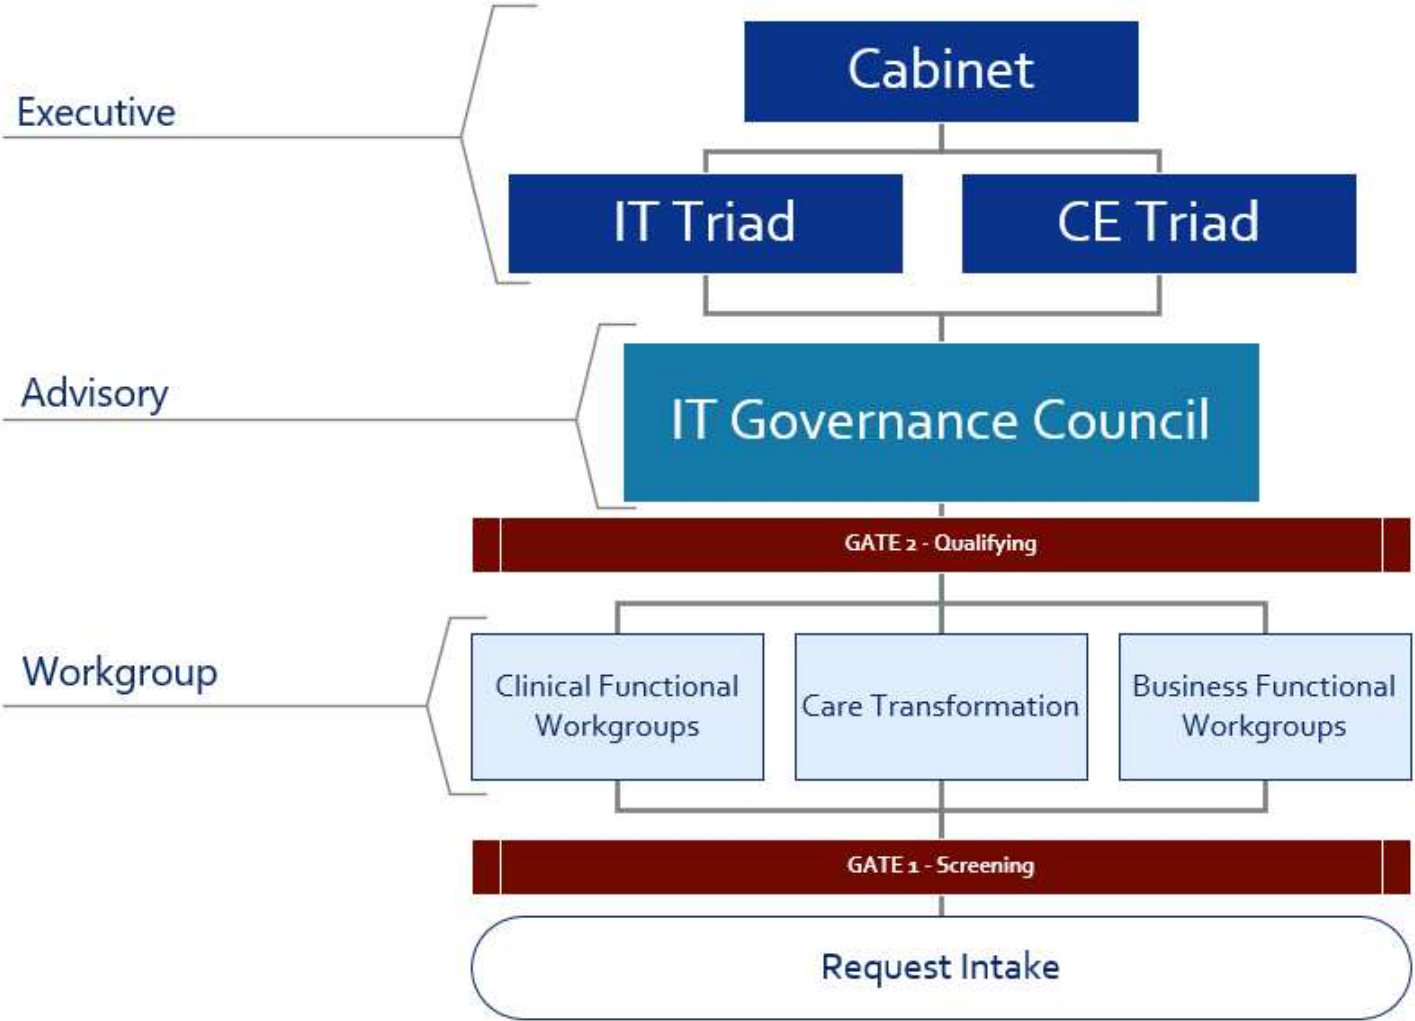 Cabinet
Executive
IT Triad
CE Triad
Advisory
IT Governance Council
GATE 2 - Qualifying
Workgroup
Clinical Functional
Workgroups
Care Transformation
Business Functional
Workgroups
GATE 1 - Screening
Request Intake